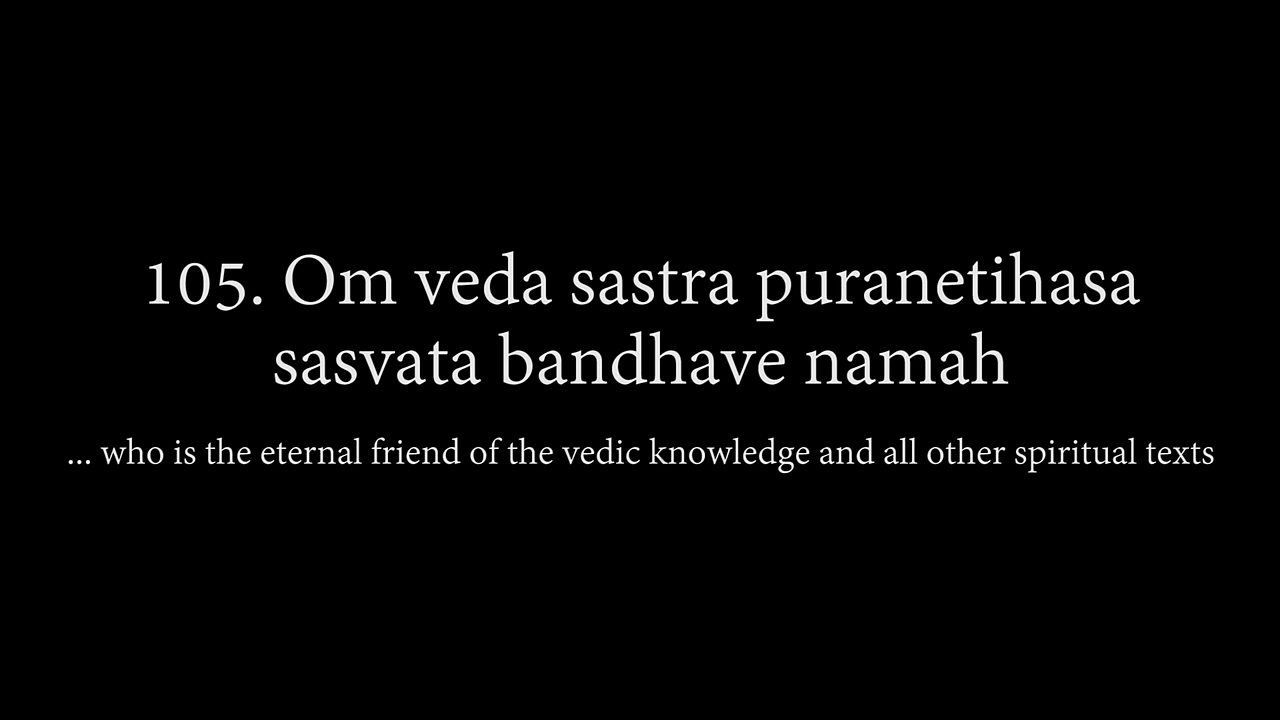 105. Om veda sastra puranetihasa
sasvata bandhave namah
... who is the eternal friend of the vedic knowledge and all other spiritual texts